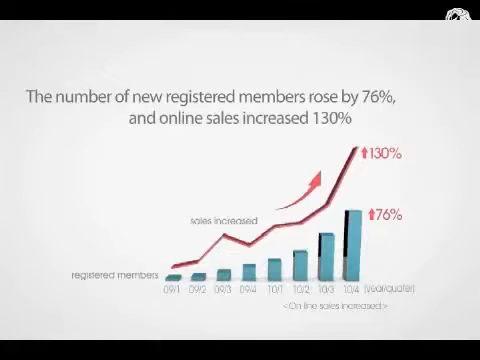 The number of new registered members rose by 76%,
and online sales increased 130%
130%
76%
sales increased
registered members
09/1 09/2 09/3 09/4 10/1 10/2 10/3 10/4 (year/quater)
<On-line sales increased>